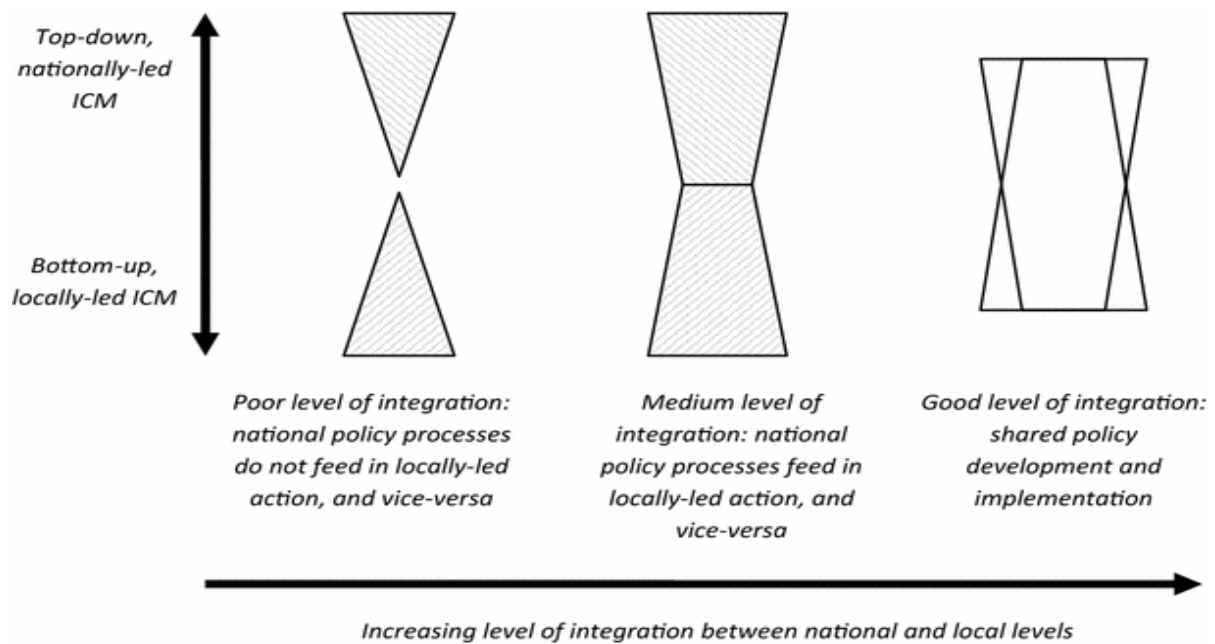 Top-down,
nationally-led
ICM
Bottom-up,
locally-led ICM
Poor level of integration:
national policy processes
do not feed in locally-led
action, and vice-versa
Medium level of
integration: national
policy processes feed in
locally-led action, and
vice-versa
Good level of integration:
shared policy
development and
implementation
Increasing level of integration between national and local levels